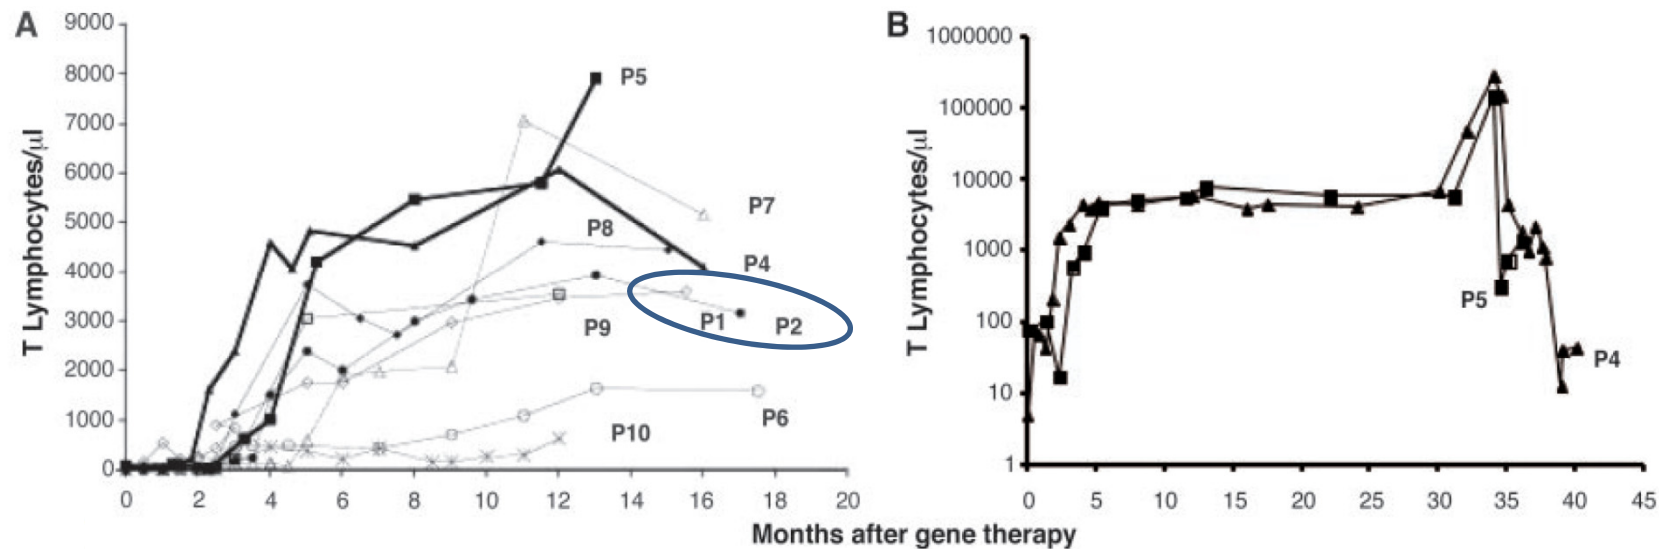 A
T Lymphocytes/µl
9000
8000
7000
6000
5000
4000
3000
2000
1000
0
0 2 4 6 8 10 12 14 16 18 20
P5
P7
P8
P4
P1
P2
P9
P6
P10
B
T Lymphocytes/µl
1000000
100000
10000
1000
100
10
1
0 5 10 15 20 25 30 35 40 45
P5
P4
Months after gene therapy